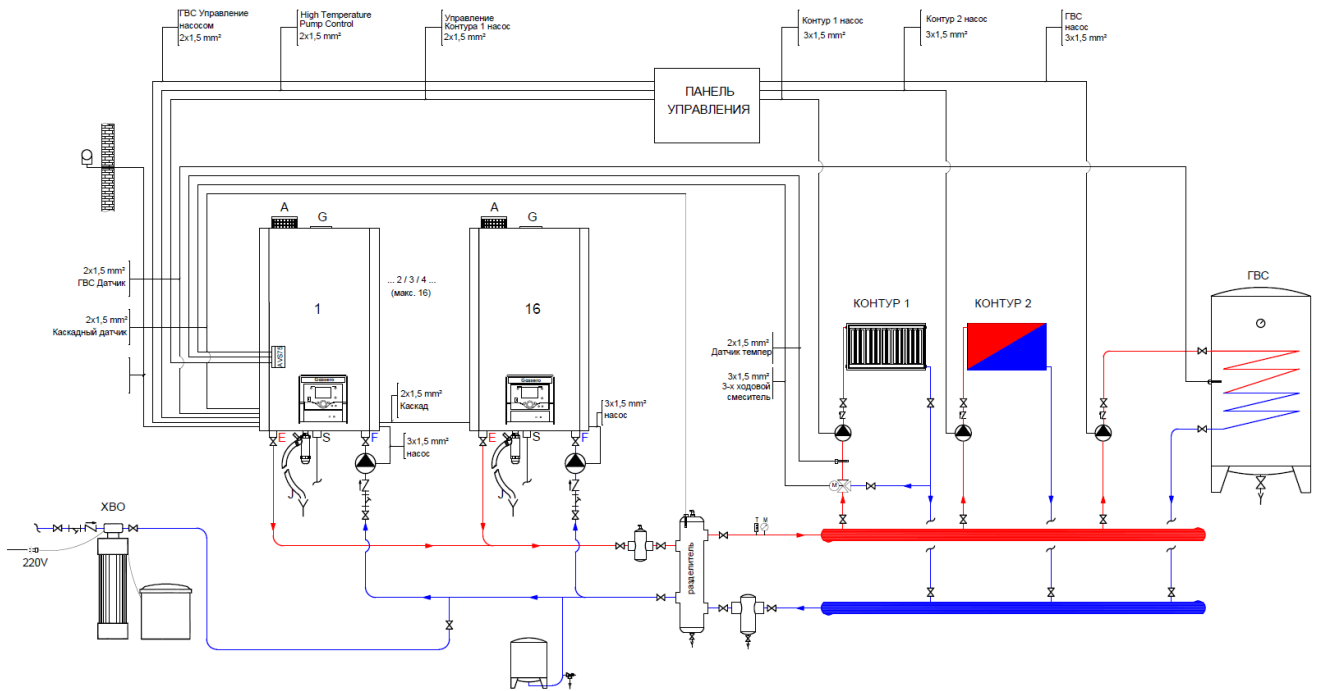 ГВС Управление
насосом
2x1,5 mm²
High Temperature
Pump Control
2x1,5 mm²
Управление
Контура 1 насос
2x1,5 mm²
Контур 1 насос
3x1,5 mm²
Контур 2 насос
3x1,5 mm²
ГВС
насос
3x1,5 mm²
ПАНЕЛЬ
УПРАВЛЕНИЯ
A
G
A
G
2x1,5 mm²
ГВС Датчик
1
... 2 / 3 / 4 ...
(макс. 16)
16
ГВС
КОНТУР 1
КОНТУР 2
2x1,5 mm²
Каскадный датчик
AVS75
2x1,5 mm²
Датчик темпер
3x1,5 mm²
3-х ходовой
смеситель
2x1,5 mm²
Каскад
3x1,5 mm²
насос
E
S
F
E
S
F
3x1,5 mm²
насос
J
J
M
ХВО
T
M
220V
разделитель